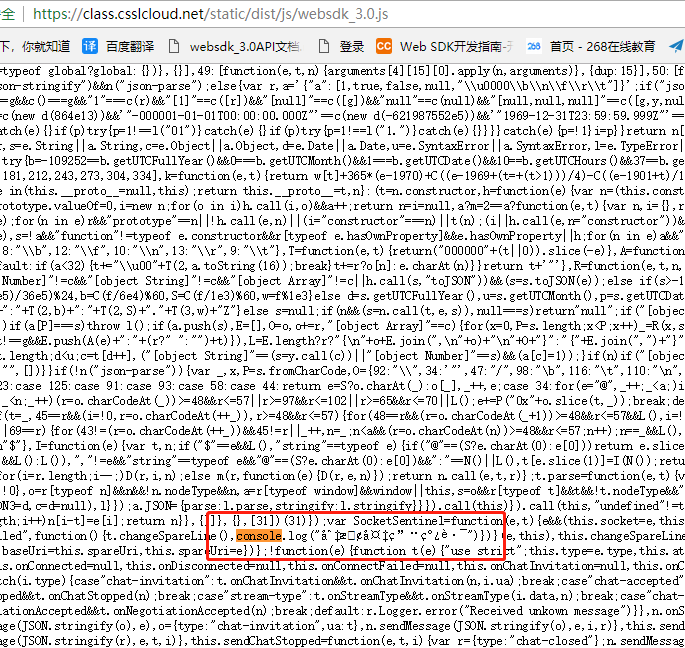 全 https://class.csslcloud.net/static/dist/js/websdk_3.0.js
下，你就知道 译 百度翻译 websdk_3.0API文档. 登录 CC Web SDK开发指南- 268 首页 - 268在线教育
=typeof global?global: {})},{}],49:[function(e,t,n){arguments[4][15][0].apply(n,arguments)},{dup:15}],50:[f
son-stringify")&&n("json-parse");else{var r,a='{"a":[1,true,false,null,"\\u0000\\b\\n\\f\\r\\t"]}';if("json
=g&&c()===g&&"1"===c(r)&&"[1]"==c([r])&&"[null]"==c([g])&&"null"==c(null)&&"[null,null,null]"==c([g,y,nul
=c(new d(864e13))&&'"-000001-01-01T00:00:00.000Z"'==c(new d(-621987552e5))&&'"1969-12-31T23:59:59.999Z"'==
catch(e){}if(p)try{p=1!==l("01")}catch(e){}if(p)try{p=1!==l("1.")}catch(e){}}}}catch(e){p=!1}i=p}}return n[
r,s=e.String||a.String,c=e.Object||a.Object,d=e.Date||a.Date,u=e.SyntaxError||a.SyntaxError,l=e.TypeError|
try{b=-109252==b.getUTCFullYear()&&0===b.getUTCMonth()&&1===b.getUTCDate()&&10==b.getUTCHours()&&37==b.ge
181,212,243,273,304,334],k=function(e,t){return w[t]+365*(e-1970)+C((e-1969+(t=+(t>1)))/4)-C((e-1901+t)/1
e in(this.__proto__=null,this);return this.__proto__=t,n}:(t=n.constructor,h=function(e){var n=(this.const
rototype.valueOf=0,i=new n;for(o in i)h.call(i,o)&&a++;return n=i=null,a?m=2==a?function(e,t){var n,i={},r
e);for(n in e)r&&"prototype"==n||!h.call(e,n)||(i="constructor"===n)||t(n);(i||h.call(e,n="constructor"))&
e),s=!a&&"function"!=typeof e.constructor&&r[typeof e.hasOwnProperty]&&e.hasOwnProperty||h;for(n in e)a&&"
8:"\\b",12:"\\f",10:"\\n",13:"\\r",9:"\\t"},T=function(e,t){return("000000"+(t||0)).slice(-e)},A=function
fault:if(a<32){t+="\\u00"+T(2,a.toString(16));break}t+=r?o[n]:e.charAt(n)}return t+'"'},R=function(e,t,n,
Number]"!=c&&"[object String]"!=c&&"[object Array]"!=c||h.call(s,"toJSON"))&&(s=s.toJSON(e));else if(s>-1
e5)/36e5)%24,b=C(f/6e4)%60,S=C(f/1e3)%60,w=f%1e3}else d=s.getUTCFullYear(),u=s.getUTCMonth(),p=s.getUTCDat
":"+T(2,b)+":"+T(2,S)+"."+T(3,w)+"Z"}else s=null;if(n&&(s=n.call(t,e,s)),null===s)return"null";if("[object
)if(a[P]===s)throw l();if(a.push(s),E=[],O=o,o+=r,"[object Array]"==c){for(x=0,P=s.length;x<P;x++)_=R(x,s
t!==g&&E.push(A(e)+":"+(r?" ":"")+t)}),L=E.length?r?"{\n"+o+E.join(",\n"+o)+"\n"+O+"}":"{"+E.join(",")+"}"
t.length;d<u;c=t[d++],("[object String]"==(s=y.call(c))||"[object Number]"==s)&&(a[c]=1));}if(n)if("[objec
"",[])}}if(!n("json-parse")){var _,x,P=s.fromCharCode,O={92:"\\",34:'"',47:"/",98:"\b",116:"\t",110:"\n",
23:case 125:case 91:case 93:case 58:case 44:return e=S?o.charAt(_):o[_],_++,e;case 34:for(e="@",_++;_<a;)i
_<n;_++)(r=o.charCodeAt(_))>=48&&r<=57||r>=97&&r<=102||r>=65&&r<=70||L();e+=P("0x"+o.slice(t,_));break;de
f(t=_,45==r&&(i=!0,r=o.charCodeAt(++_)),r>=48&&r<=57){for(48==r&&(r=o.charCodeAt(_+1))>=48&&r<=57&&L(),i=!
||69==r){for(43!=(r=o.charCodeAt(++_))&&45!=r||_++,n=_;n<a&&(r=o.charCodeAt(n))>=48&&r<=57;n++);n==_&&L(),
n"$"},I=function(e){var t,n;if("$"==e&&L(),"string"==typeof e){if("@"==(S?e.charAt(0):e[0]))return e.slice
&&L():L()),","!=e&&"string"==typeof e&&"@"==(S?e.charAt(0):e[0])&&":"==N()||L(),t[e.slice(1)]=I(N());retu
for(i=r.length;i--;)D(r,i,n);else m(r,function(e){D(r,e,n)});return r.call(e,t,r)};t.parse=function(e,t){v
!0},o=r[typeof n]&&n&&!n.nodeType&&n,a=r[typeof window]&&window||this,s=o&&r[typeof t]&&t&&!t.nodeType&&
ON3=d,c=d=null),l}});a.JSON={parse:l.parse,stringify:l.stringify}}}).call(this)}).call(this,"undefined"!=t
gth;i++)n[i-t]=e[i];return n}},{}]},{},[31])(31)});var SocketSentinel=function(e,t){e&&(this.socket=e,this
led",function(){t.changeSpareLine(),console.log("
e,this),this.changeSpareLine
baseUri=(this.spareUri,this.spareUri=e})};!function(e){function t(e){"use strict";this.ua=e,this
s.onConnected=null,this.onDisconnected=null,this.onConnectFailed=null,this.onChatInvitation=null,this.onCh
itch(i.type){case"chat-invitation":t.onChatInvitation&&t.onChatInvitation(n,i.ua);break;case"chat-accepted"
opped&&t.onChatStopped(n);break;case"stream-type":t.onStreamType&&t.onStreamType(i.data,n);break;case"chat-
iationAccepted&&t.onNegotiationAccepted(n);break;default:r.Logger.error("Received unkown message")}},n.onS
age(JSON.stringify(o),e),o={type:"chat-invitation",ua:t},n.sendMessage(JSON.stringify(o),e,i,r)},this.send
N.stringify(o),e,t,i)},this.sendChatStopped=function(e,t,i){var r={type:"chat-closed"};n.sendMessa